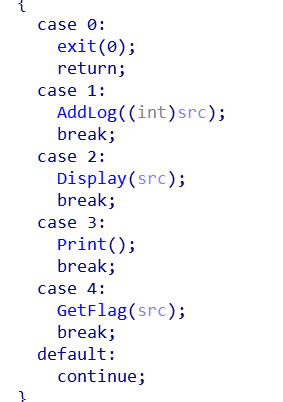 {
case 0:
exit(0);
return;
case 1:
AddLog((int)src);
break;
case 2:
Display(src);
break;
case 3:
Print();
break;
case 4:
GetFlag(src);
break;
default:
continue;
}